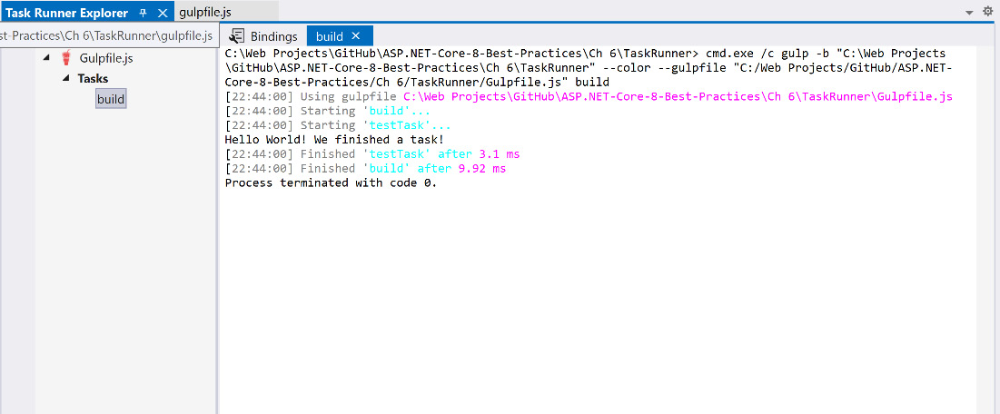 Task Runner Explorer
gulpfile.js
st-Practices\Ch 6\TaskRunner\gulpfile.js
Gulpfile.js
Tasks
build
Bindings
build
C:\Web Projects\GitHub\ASP.NET-Core-8-Best-Practices\Ch 6\TaskRunner> cmd.exe /c gulp -b "C:\Web Projects
\GitHub\ASP.NET-Core-8-Best-Practices\Ch 6\TaskRunner" --color --gulpfile "C:/Web Projects/GitHub/ASP.NET-
Core-8-Best-Practices/Ch 6/TaskRunner/Gulpfile.js" build
[22:44:00] Using gulpfile C:\Web Projects\GitHub\ASP.NET-Core-8-Best-Practices\Ch 6\TaskRunner\Gulpfile.js
[22:44:00] Starting 'build'...
[22:44:00] Starting 'testTask'...
Hello World! We finished a task!
[22:44:00] Finished 'testTask' after 3.1 ms
[22:44:00] Finished 'build' after 9.92 ms
Process terminated with code 0.